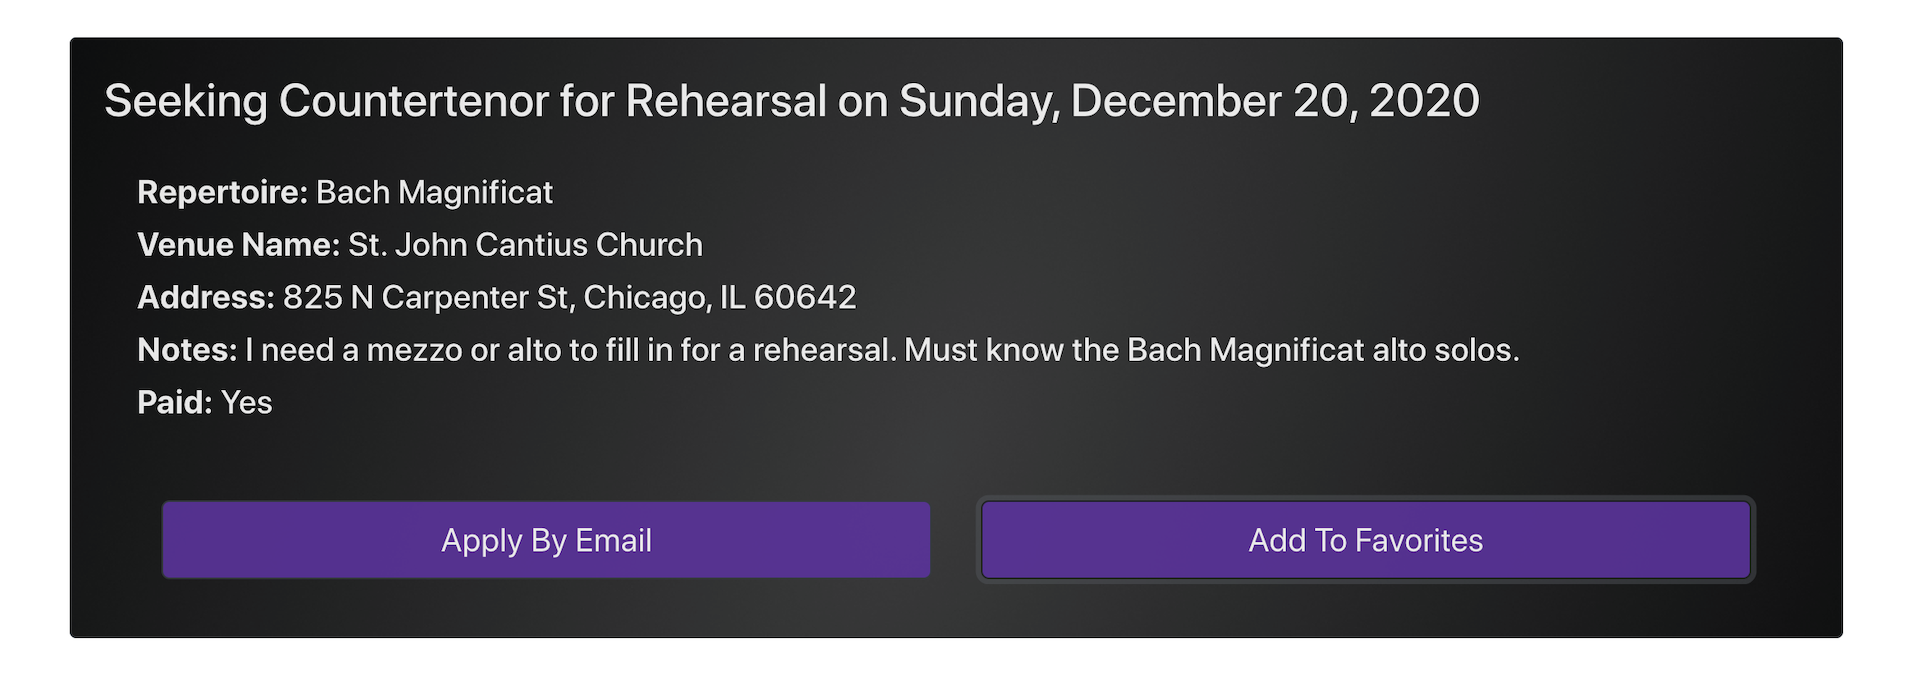 Seeking Countertenor for Rehearsal on Sunday, December 20, 2020
Repertoire: Bach Magnificat
Venue Name: St. John Cantius Church
Address: 825 N Carpenter St, Chicago, IL 60642
Notes: I need a mezzo or alto to fill in for a rehearsal. Must know the Bach Magnificat alto solos.
Paid: Yes
Apply By Email
Add To Favorites